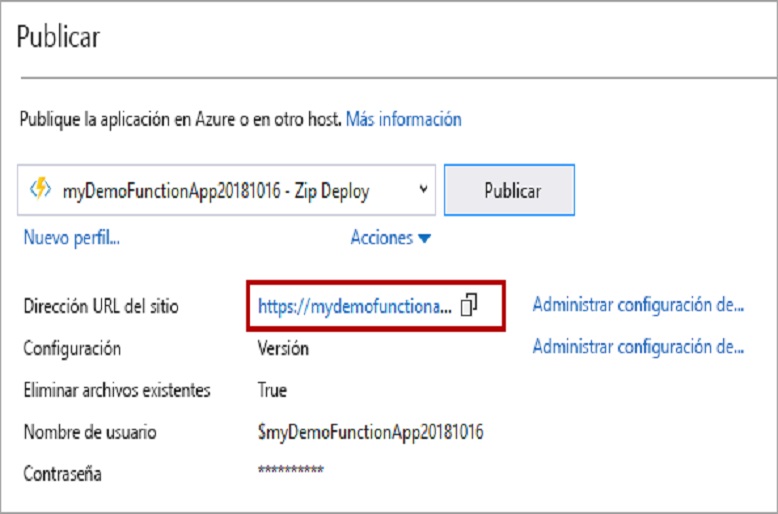 Publicar
Publique la aplicación en Azure o en otro host. Más información
myDemoFunctionApp20181016 - Zip Deploy Publicar
Nuevo perfil... Acciones
Dirección URL del sitio https://mydemofunctiona... Administrar configuración de...
Configuración Versión Administrar configuración de...
Eliminar archivos existentes True
Nombre de usuario $myDemoFunctionApp20181016
Contraseña **********